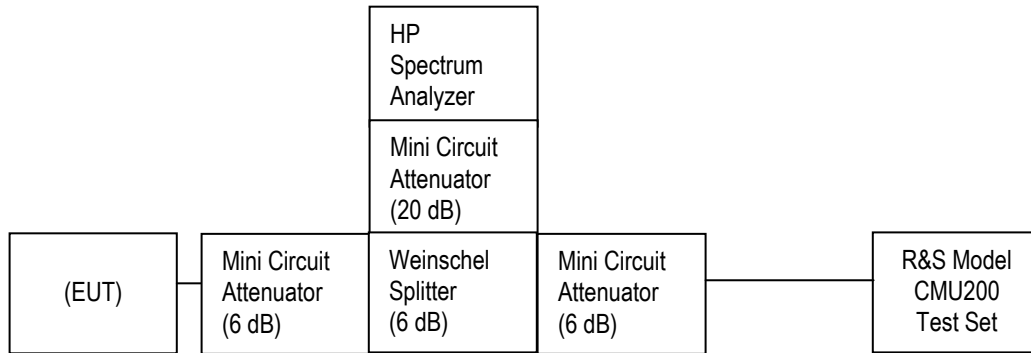 HP
Spectrum
Analyzer
Mini Circuit
Attenuator
(20 dB)
(EUT)
Mini Circuit
Attenuator
(6 dB)
Weinschel
Splitter
(6 dB)
Mini Circuit
Attenuator
(6 dB)
R&S Model
CMU200
Test Set